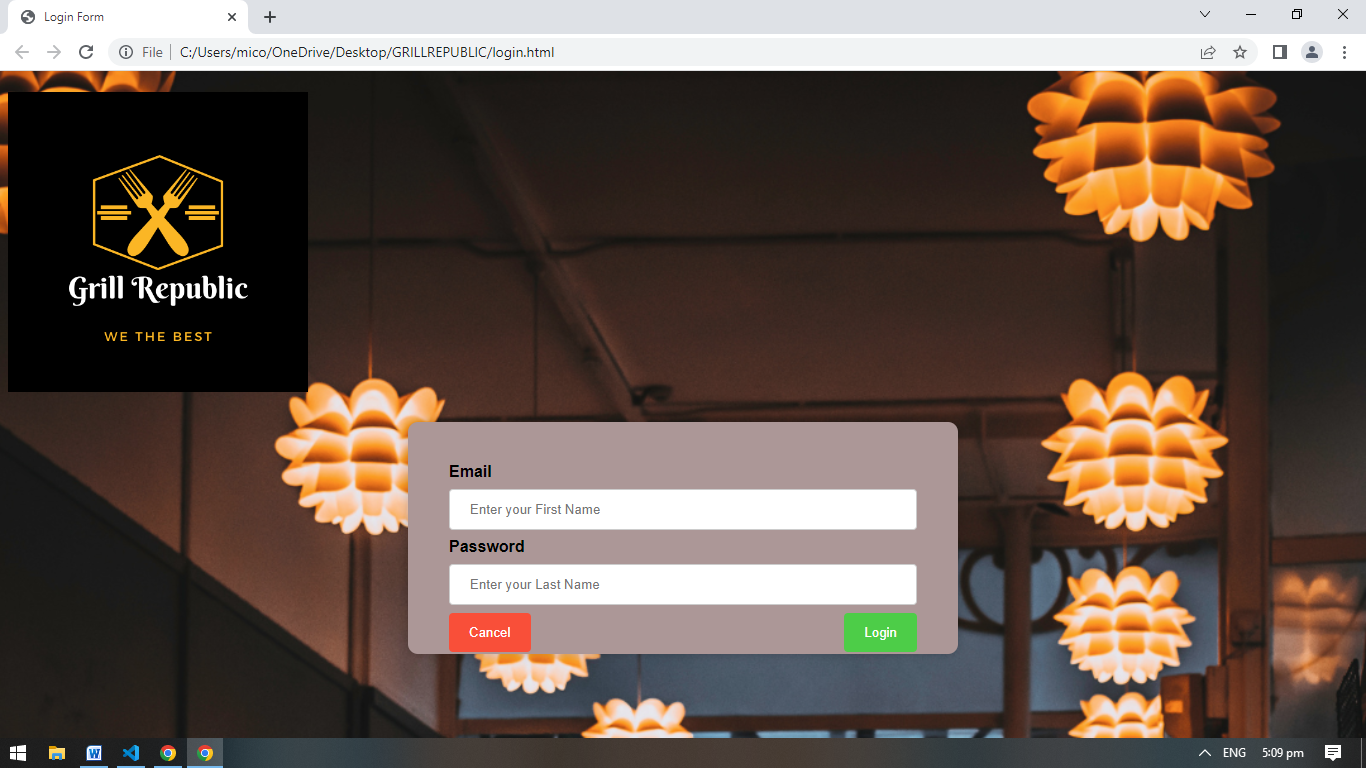 Login Form
File
C:/Users/mico/OneDrive/Desktop/GRILLREPUBLIC/login.html
Grill Republic
WE THE BEST
Email
Enter your First Name
Password
Enter your Last Name
Cancel
Login
ENG
5:09 pm